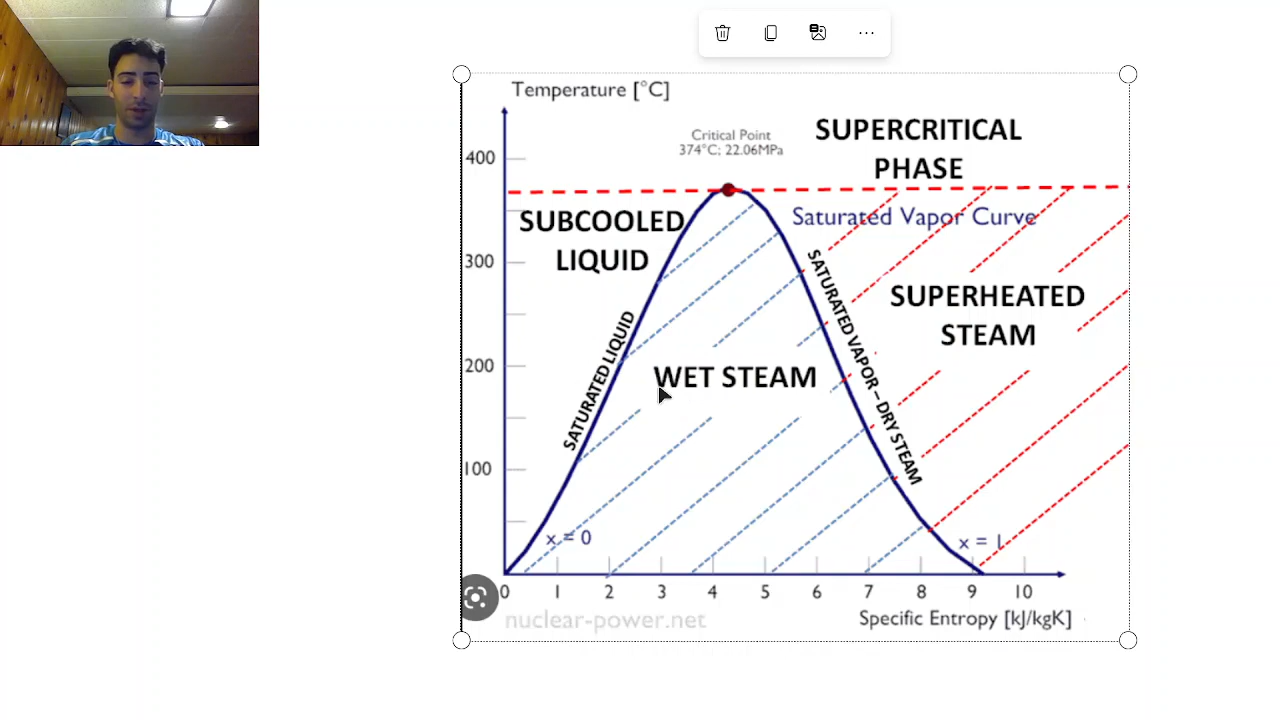 Temperature [°C]
Critical Point
374°C; 22.06MPa
SUPERCRITICAL
PHASE
400
SUBCOOLED
LIQUID
Saturated Vapor Curve
300
SUPERHEATED
STEAM
SATURATED LIQUID
WET STEAM
SATURATED VAPOR – DRY STEAM
200
100
x = 0
x = 1
0 1 2 3 4 5 6 7 8 9 10
nuclear-power.net
Specific Entropy [kJ/kgK]